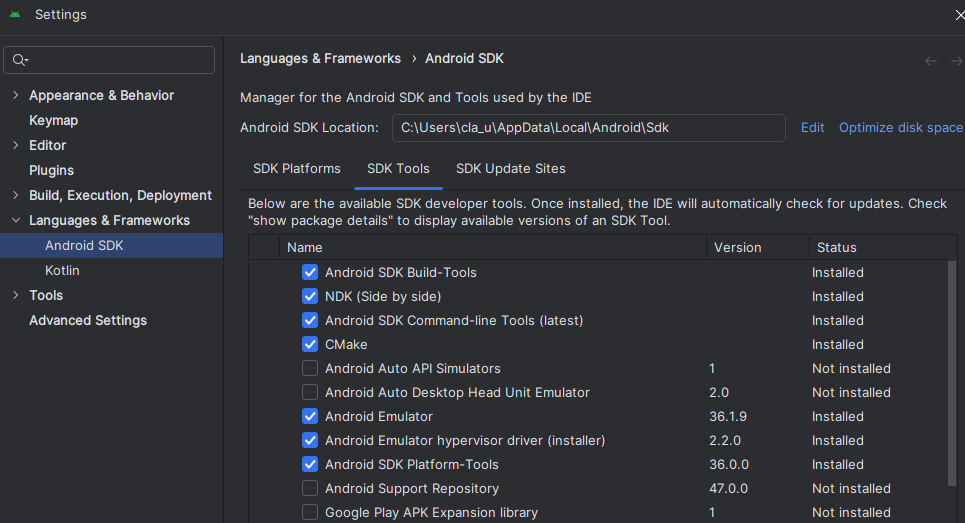 Settings
Languages & Frameworks › Android SDK
Appearance & Behavior
Keymap
Editor
Plugins
Build, Execution, Deployment
Languages & Frameworks
Android SDK
Kotlin
Tools
Advanced Settings
Manager for the Android SDK and Tools used by the IDE
Android SDK Location: C:\Users\cla_u\AppData\Local\Android\Sdk Edit Optimize disk space
SDK Platforms SDK Tools SDK Update Sites
Below are the available SDK developer tools. Once installed, the IDE will automatically check for updates. Check
"show package details" to display available versions of an SDK Tool.
Name Version Status
Android SDK Build-Tools Installed
NDK (Side by side) Installed
Android SDK Command-line Tools (latest) Installed
CMake Installed
Android Auto API Simulators 1 Not installed
Android Auto Desktop Head Unit Emulator 2.0 Not installed
Android Emulator 36.1.9 Installed
Android Emulator hypervisor driver (installer) 2.2.0 Installed
Android SDK Platform-Tools 36.0.0 Installed
Android Support Repository 47.0.0 Not installed
Google Play APK Expansion library 1 Not installed